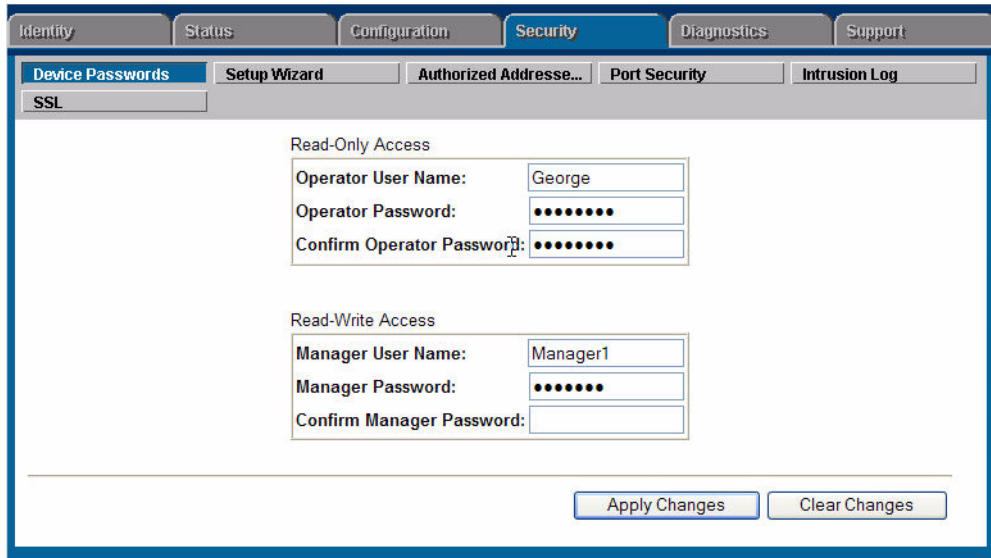 Identity Status Configuration Security Diagnostics Support
Device Passwords Setup Wizard Authorized Addresse... Port Security Intrusion Log
SSL
Read-Only Access
Operator User Name: George
Operator Password: ••••••••
Confirm Operator Password: ••••••••
Read-Write Access
Manager User Name: Manager1
Manager Password: •••••••
Confirm Manager Password:
Apply Changes Clear Changes